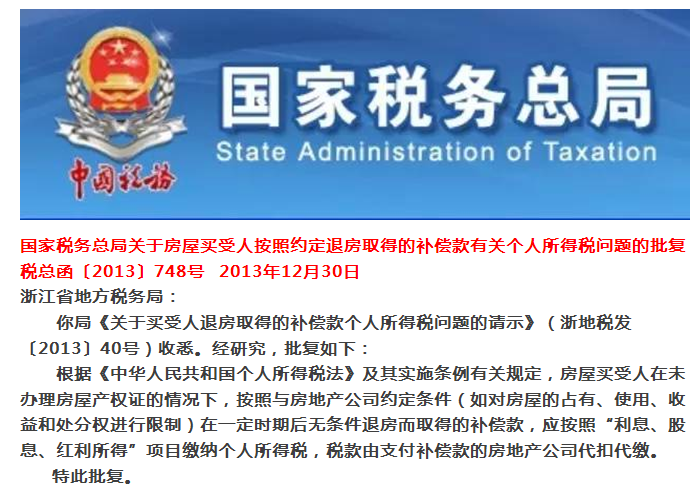 中国税务
国家税务总局
State Administration of Taxation
国家税务总局关于房屋买受人按照约定退房取得的补偿款有关个人所得税问题的批复
税总函〔2013〕748号 2013年12月30日
浙江省地方税务局：
你局《关于买受人退房取得的补偿款个人所得税问题的请示》（浙地税发
〔2013〕40号）收悉。经研究，批复如下：
根据《中华人民共和国个人所得税法》及其实施条例有关规定，房屋买受人在未
办理房屋产权证的情况下，按照与房地产公司约定条件（如对房屋的占有、使用、收
益和处分权进行限制）在一定时期后无条件退房而取得的补偿款，应按照“利息、股
息、红利所得”项目缴纳个人所得税，税款由支付补偿款的房地产公司代扣代缴。
特此批复。